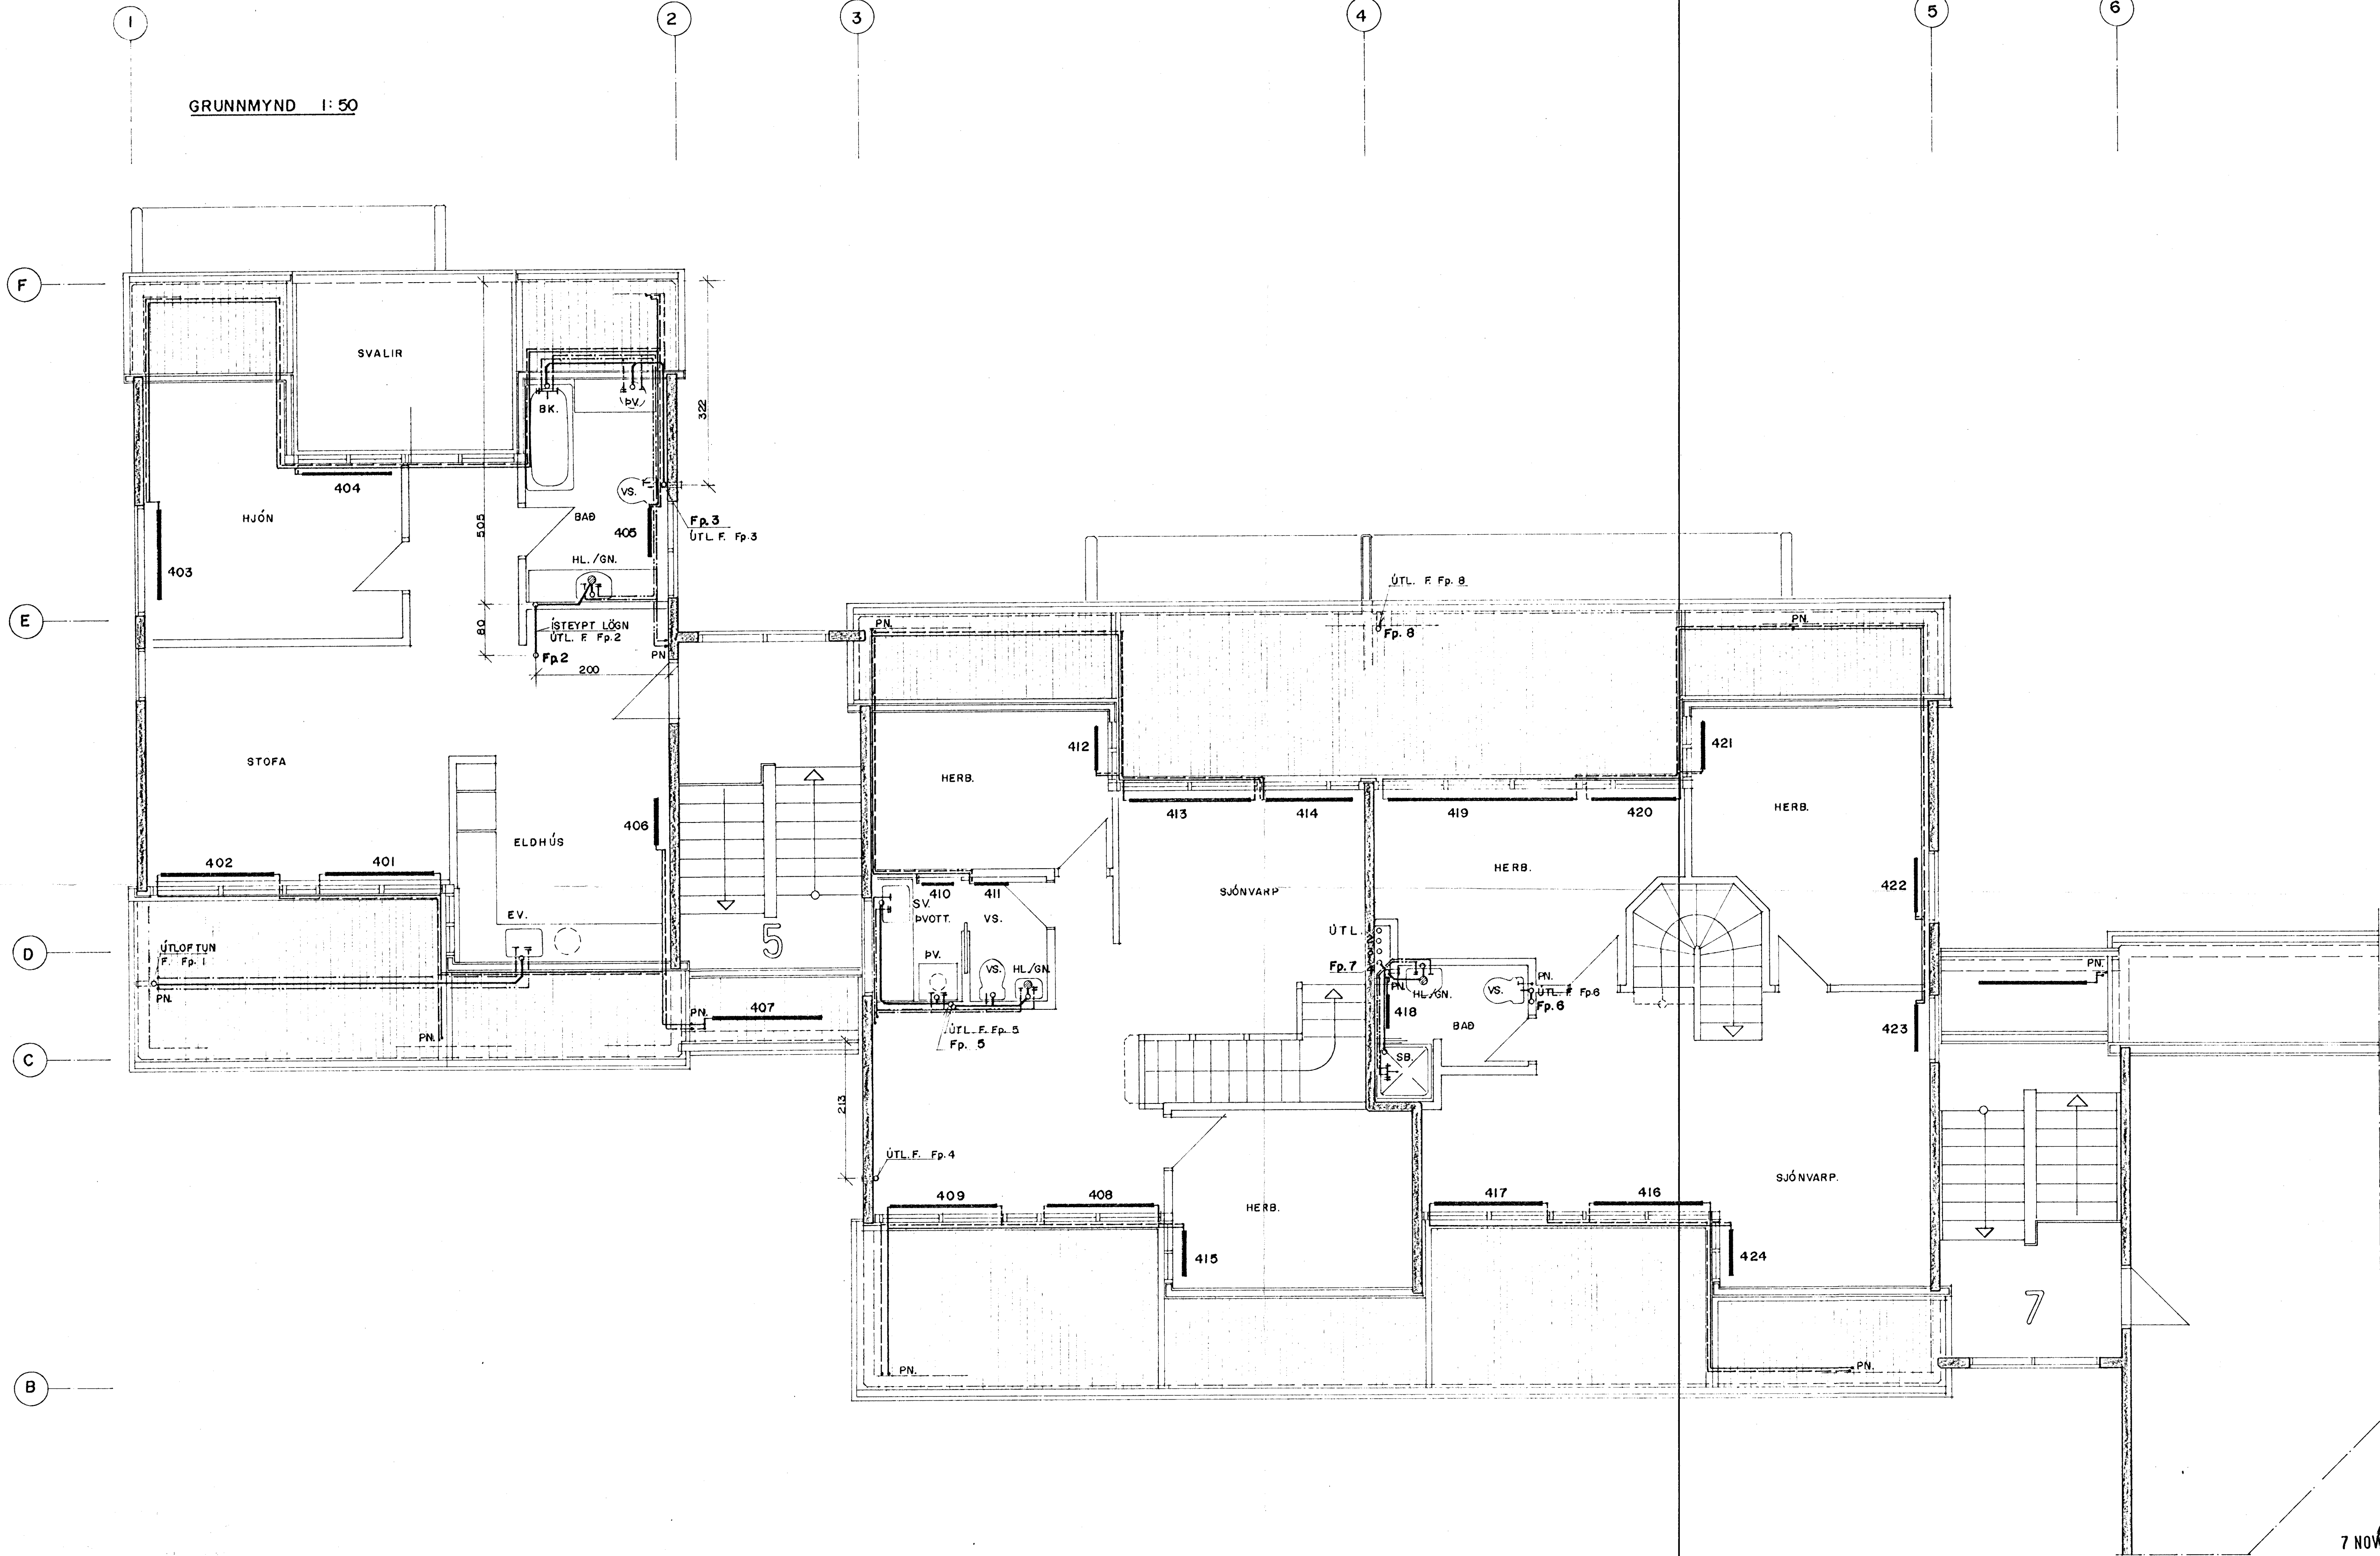 1
2
3
4
5
6
GRUNNMYND 1:50
F
SVALIR
BK.
ÞV.
322
404
VS.
HJÓN
505
BAÐ
405
Fp.3
ÚTL. F. Fp.3
403
HL./GN.
E
80
ÍSTEYPT LÖGN
ÚTL. F. Fp.2
Fp.2
PN.
200
PN.
ÚTL. F. Fp. 8
Fp. 8
PN.
412
421
STOFA
HERB.
HERB.
413
414
419
420
406
ELDHÚS
402
401
SJÓNVARP
HERB.
410
411
422
SV.
ÞVOTT.
VS.
EV.
5
ÚTL.
D
ÚTLOFTUN
F. Fp. 1
PN.
ÞV.
VS.
HL./GN.
Fp. 7
PN.
HL./GN.
VS.
PN.
ÚTL. F. Fp.6
Fp. 6
PN.
407
PN.
PN.
ÚTL. F. Fp. 5
Fp. 5
418
BAÐ
423
C
SB.
213
ÚTL. F. Fp.4
SJÓNVARP.
409
408
417
416
HERB.
415
424
7
PN.
PN.
B
7 NOV